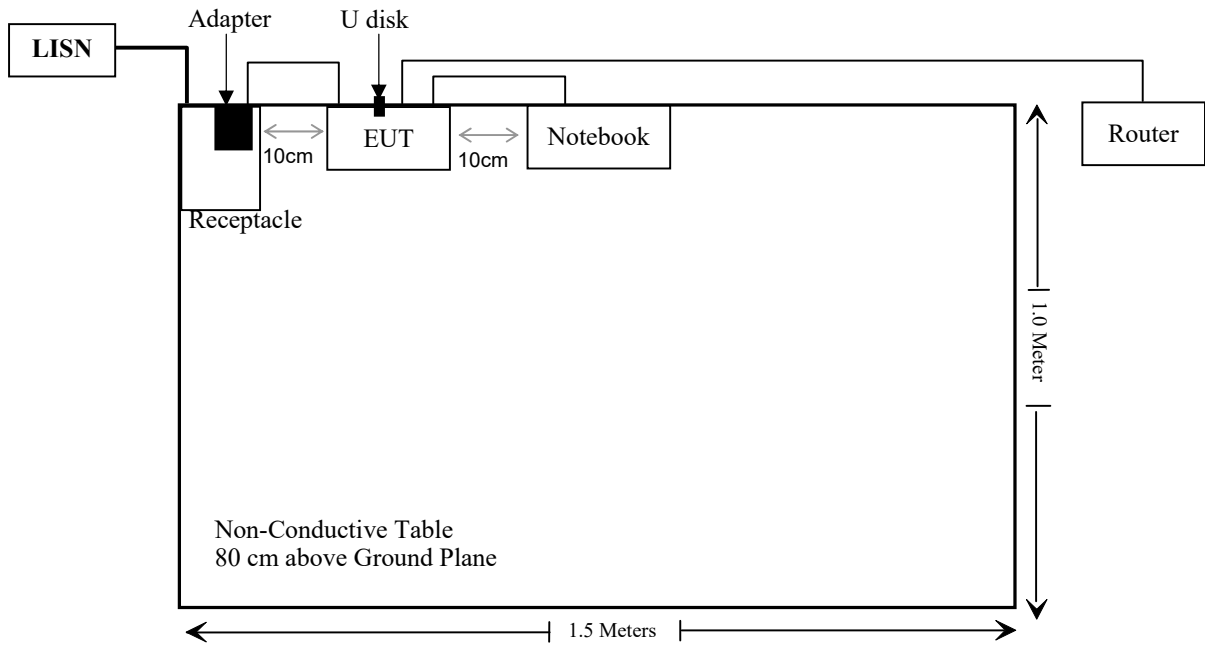 Adapter
U disk
LISN
EUT
Notebook
Router
10cm
10cm
Receptacle
1.0 Meter
Non-Conductive Table
80 cm above Ground Plane
1.5 Meters